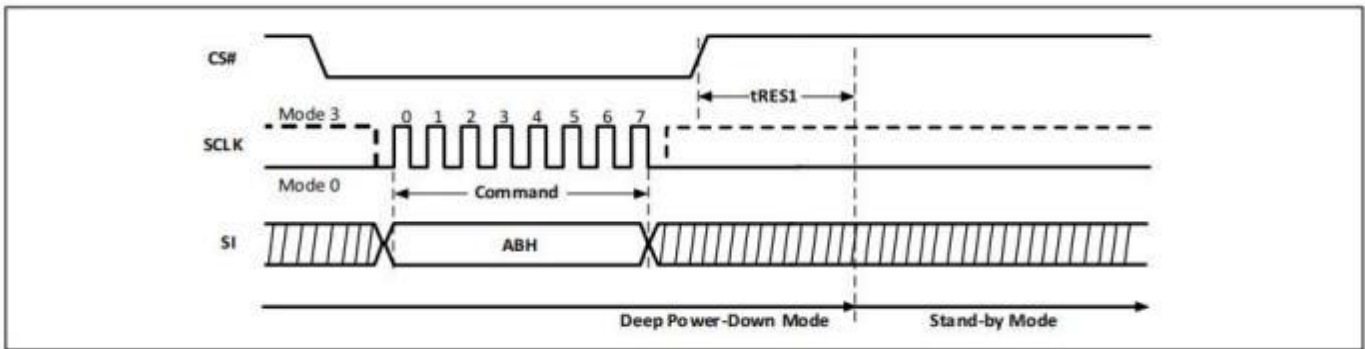 CS#
tRES1
Mode 3
0 1 2 3 4 5 6 7
SCLK
Mode 0
Command
SI
ABH
Deep Power-Down Mode
Stand-by Mode